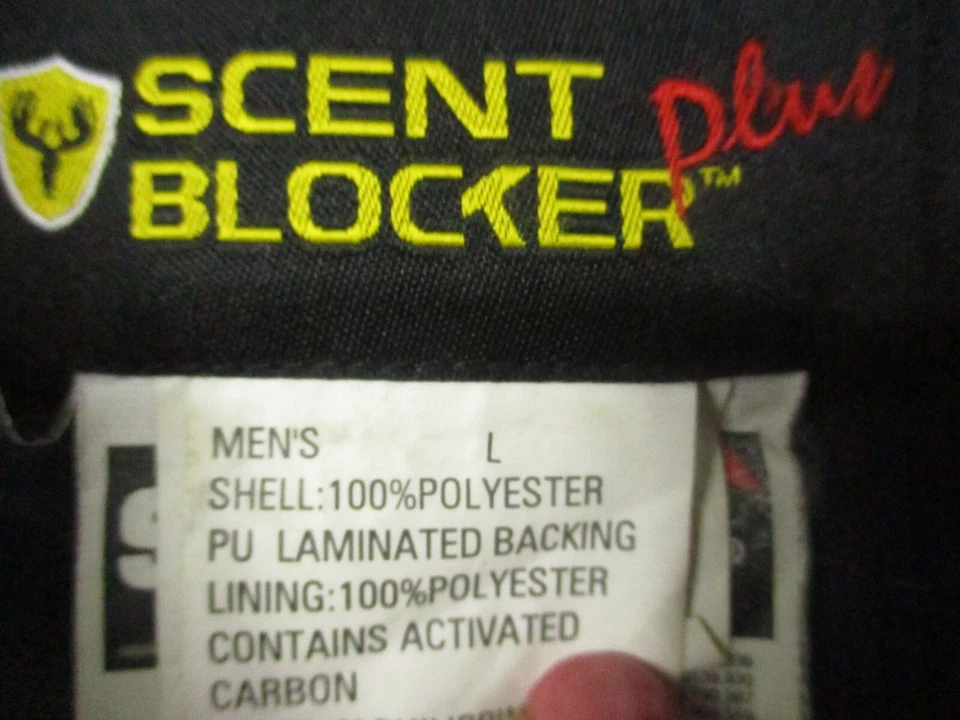 SCENT plus
BLOCKER™
MEN'S L
SHELL:100%POLYESTER
PU LAMINATED BACKING
LINING:100%POLYESTER
CONTAINS ACTIVATED
CARBON